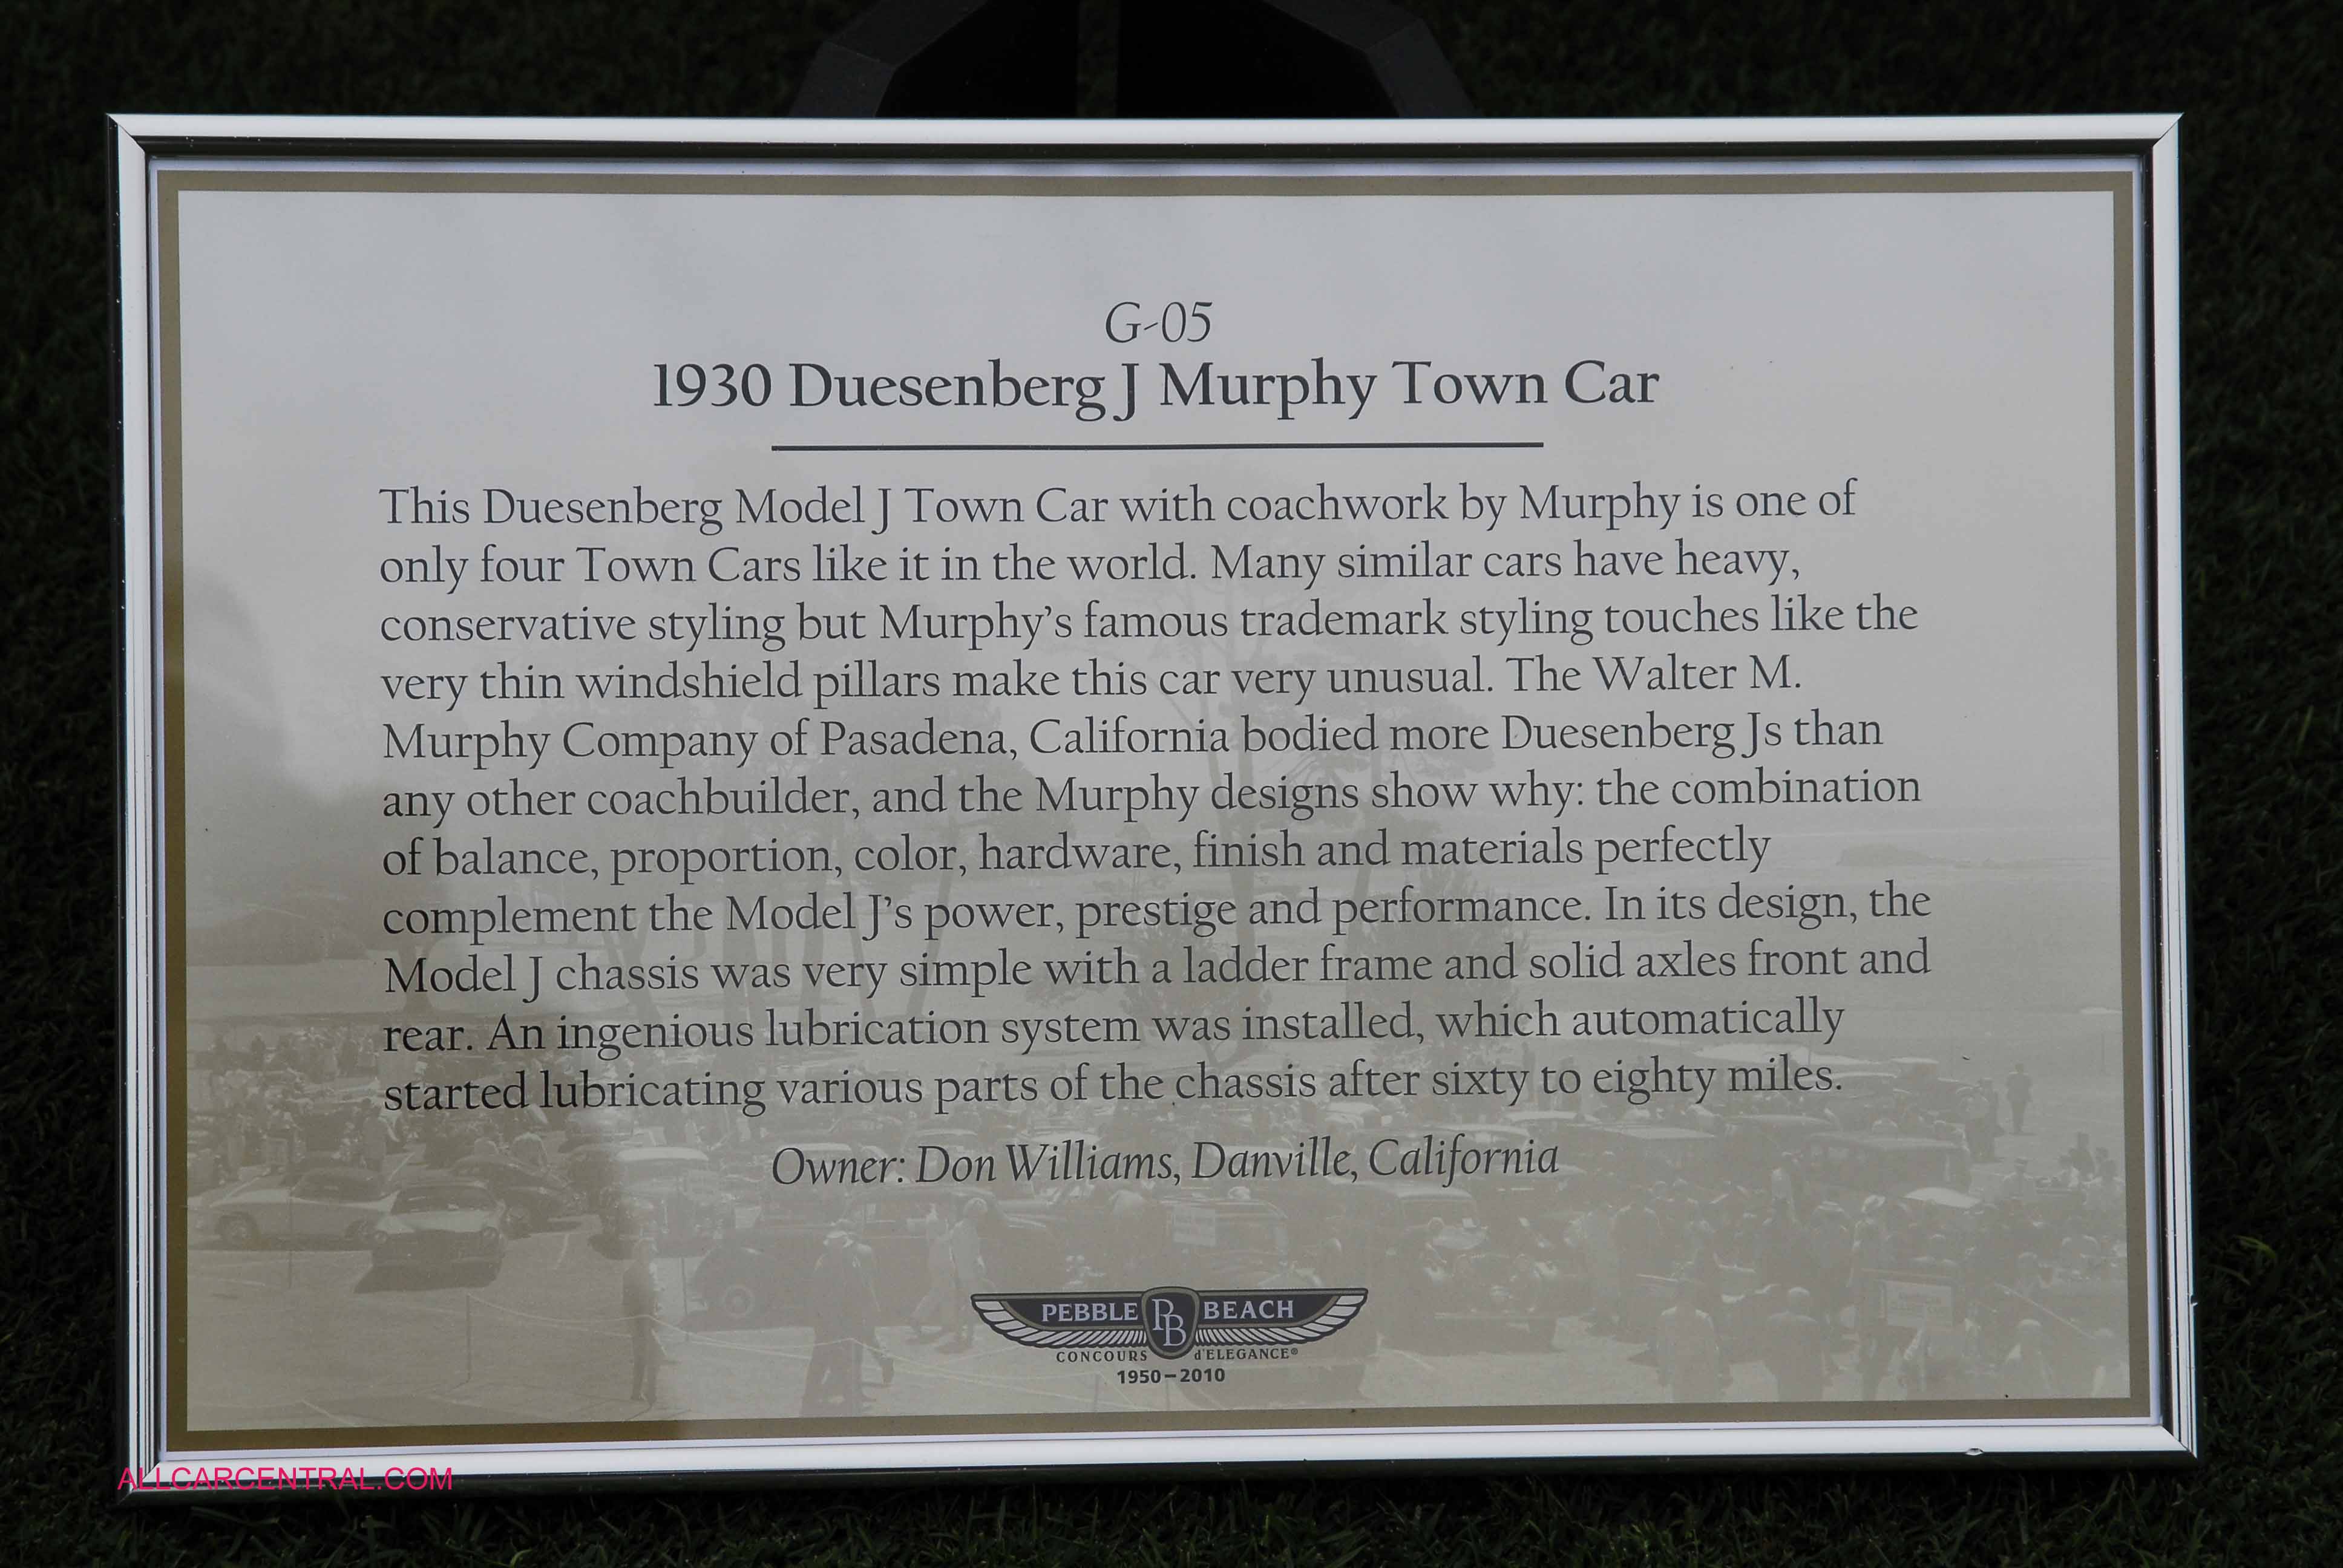 G-05
1930 Duesenberg J Murphy Town Car
This Duesenberg Model J Town Car with coachwork by Murphy is one of
only four Town Cars like it in the world. Many similar cars have heavy,
conservative styling but Murphy's famous trademark styling touches like the
very thin windshield pillars make this car very unusual. The Walter M.
Murphy Company of Pasadena, California bodied more Duesenberg Js than
any other coachbuilder, and the Murphy designs show why: the combination
of balance, proportion, color, hardware, finish and materials perfectly
complement the Model J's power, prestige and performance. In its design, the
Model J chassis was very simple with a ladder frame and solid axles front and
rear. An ingenious lubrication system was installed, which automatically
started lubricating various parts of the chassis after sixty to eighty miles.
Owner: Don Williams, Danville, California
PEBBLE PB BEACH
CONCOURS d'ELEGANCE®
1950–2010
ALLCARCENTRAL.COM